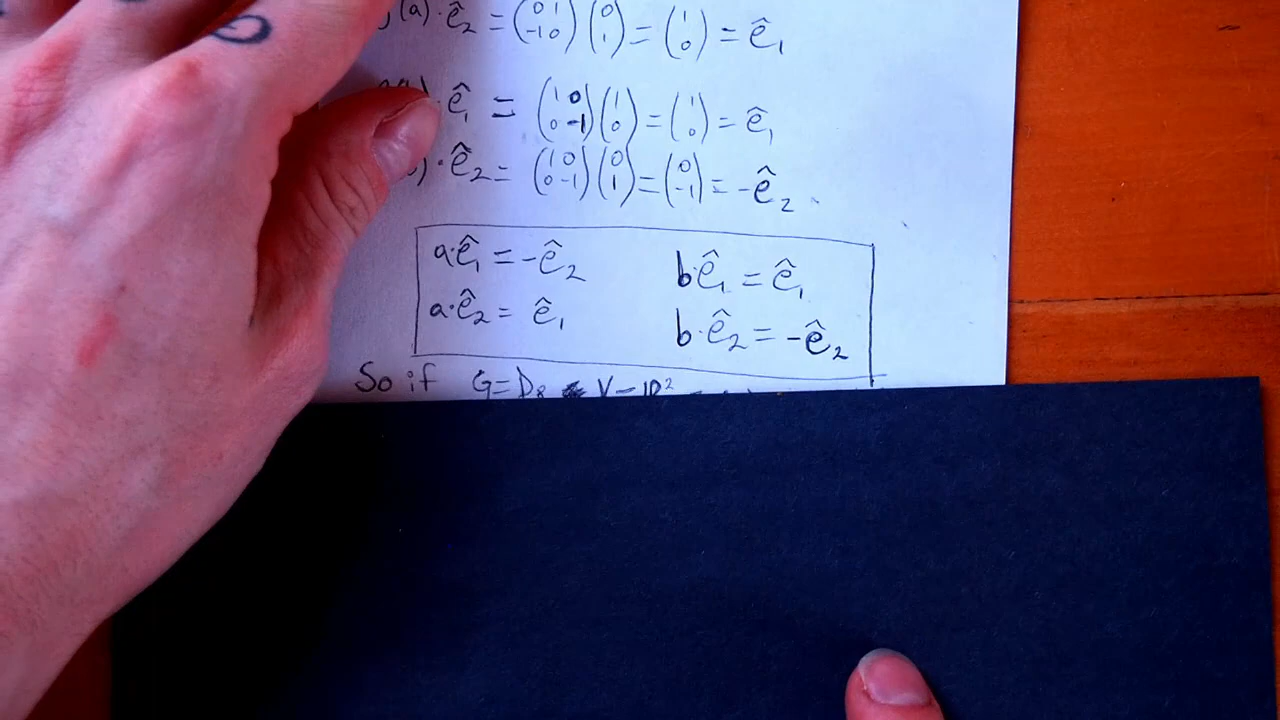 (a)·ê₂ = (0 1 / -1 0)(0 / 1) = (1 / 0) = ê₁
·ê₁ = (1 0 / 0 -1)(1 / 0) = (1 / 0) = ê₁
)·ê₂ = (1 0 / 0 -1)(0 / 1) = (0 / -1) = -ê₂
a·ê₁ = -ê₂ b·ê₁ = ê₁
a·ê₂ = ê₁ b·ê₂ = -ê₂
So if G=D₈ V=ℝ²